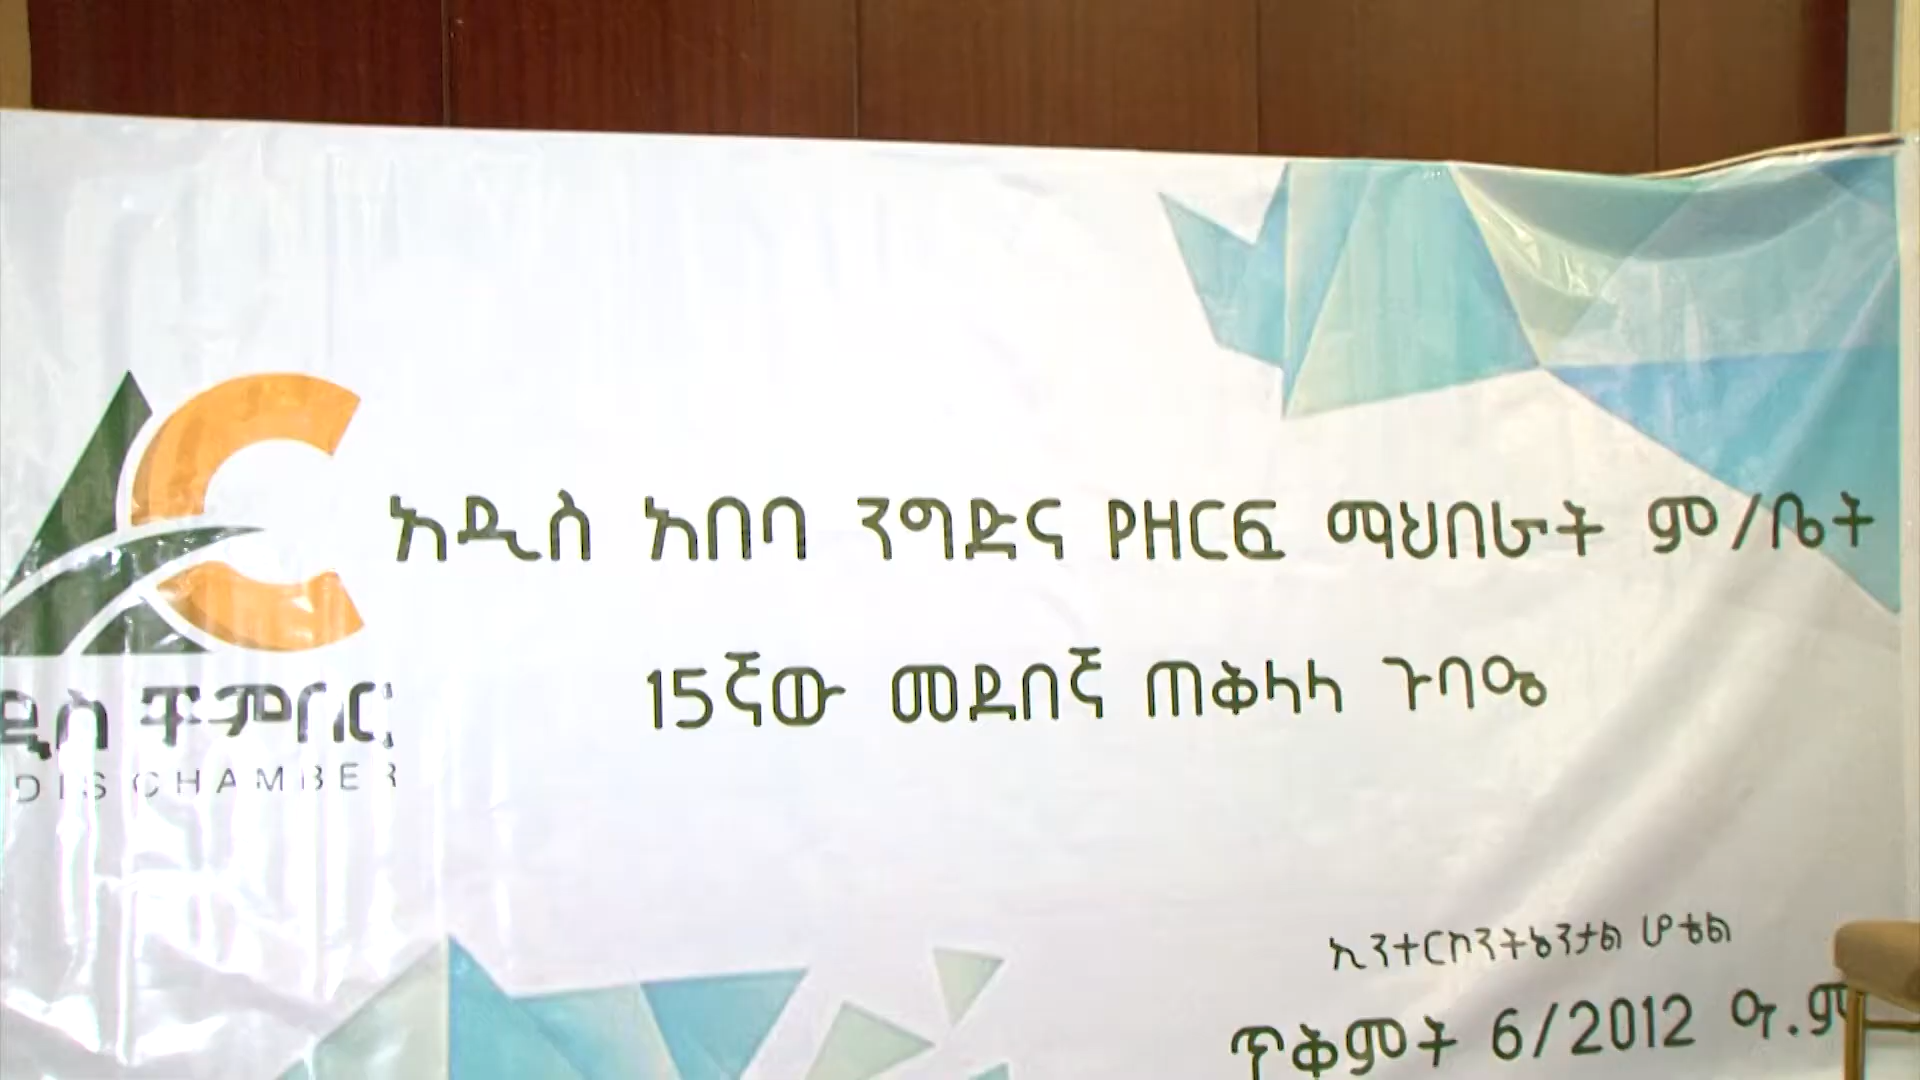 አዲስ አበባ ንግድና የዘርፍ ማህበራት ም/ቤት
15ኛው መደበኛ ጠቅላላ ጉባዔ
ዲስ ቻምበር
DIS CHAMBER
ኢንተርኮንትኔንታል ሆቴል
ጥቅምት 6/2012 ዓ.ም